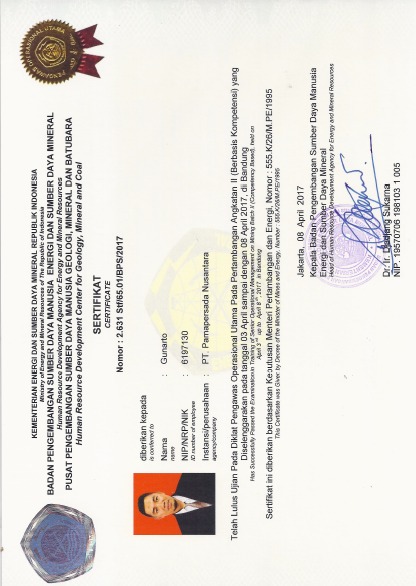 KEMENTERIAN ENERGI DAN SUMBER DAYA MINERAL REPUBLIK INDONESIA
Ministry of Energy and Mineral Resources of The Republic of Indonesia
BADAN PENGEMBANGAN SUMBER DAYA MANUSIA ENERGI DAN SUMBER DAYA MINERAL
Human Resource Development Agency for Energy and Mineral Resources
PUSAT PENGEMBANGAN SUMBER DAYA MANUSIA GEOLOGI, MINERAL DAN BATUBARA
Human Resource Development Center for Geology, Mineral and Coal
SERTIFIKAT
CERTIFICATE
Nomor : 2.631 Stf/65.01/BPS/2017
diberikan kepada
is conferred to
Nama : Gunarto
name
NIP/NRP/NIK : 6197130
ID number of employee
Instansi/perusahaan : PT. Pamapersada Nusantara
agency/company
Telah Lulus Ujian Pada Diklat Pengawas Operasional Utama Pada Pertambangan Angkatan II (Berbasis Kompetensi) yang
Diselenggarakan pada tanggal 03 April sampai dengan 08 April 2017, di Bandung
Has Successfully Passed the Examination in Training of Senior Operational Management on Mining Batch II (Competency Based), held on
April 3rd up to April 8th 2017 in Bandung
Sertifikat ini diberikan berdasarkan Keputusan Menteri Pertambangan dan Energi, Nomor : 555.K/26/M.PE/1995
This Certificate was Given by Decree of the Minister of Mines and Energy, Number : 555.K/26/M.PE/1995
Jakarta, 08 April 2017
Kepala Badan Pengembangan Sumber Daya Manusia
Energi dan Sumber Daya Mineral
Head of Human Resource Development Agency for Energy and Mineral Resources
Dr. Ir. Djadjang Sukarna
NIP. 19570706 198103 1 005